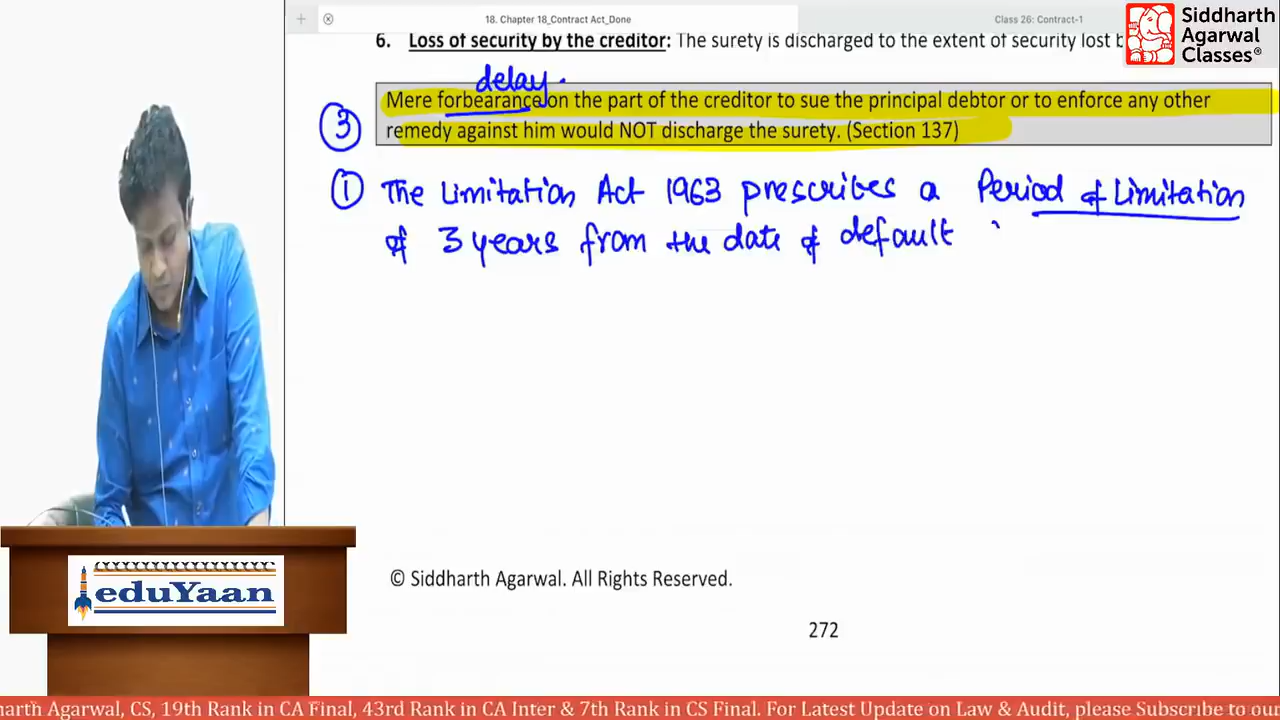 18. Chapter 18_Contract Act_Done
Class 26: Contract-1
Siddharth
Agarwal
Classes®
6. Loss of security by the creditor: The surety is discharged to the extent of security lost
delay.
Mere forbearance on the part of the creditor to sue the principal debtor or to enforce any other
③ remedy against him would NOT discharge the surety. (Section 137)
① The Limitation Act 1963 prescribes a Period of Limitation
of 3 years from the date of default
© Siddharth Agarwal. All Rights Reserved.
eduYaan
272
Agarwal, CS, 19th Rank in CA Final, 43rd Rank in CA Inter & 7th Rank in CS Final. For Latest Update on Law & Audit, please Subscribe to